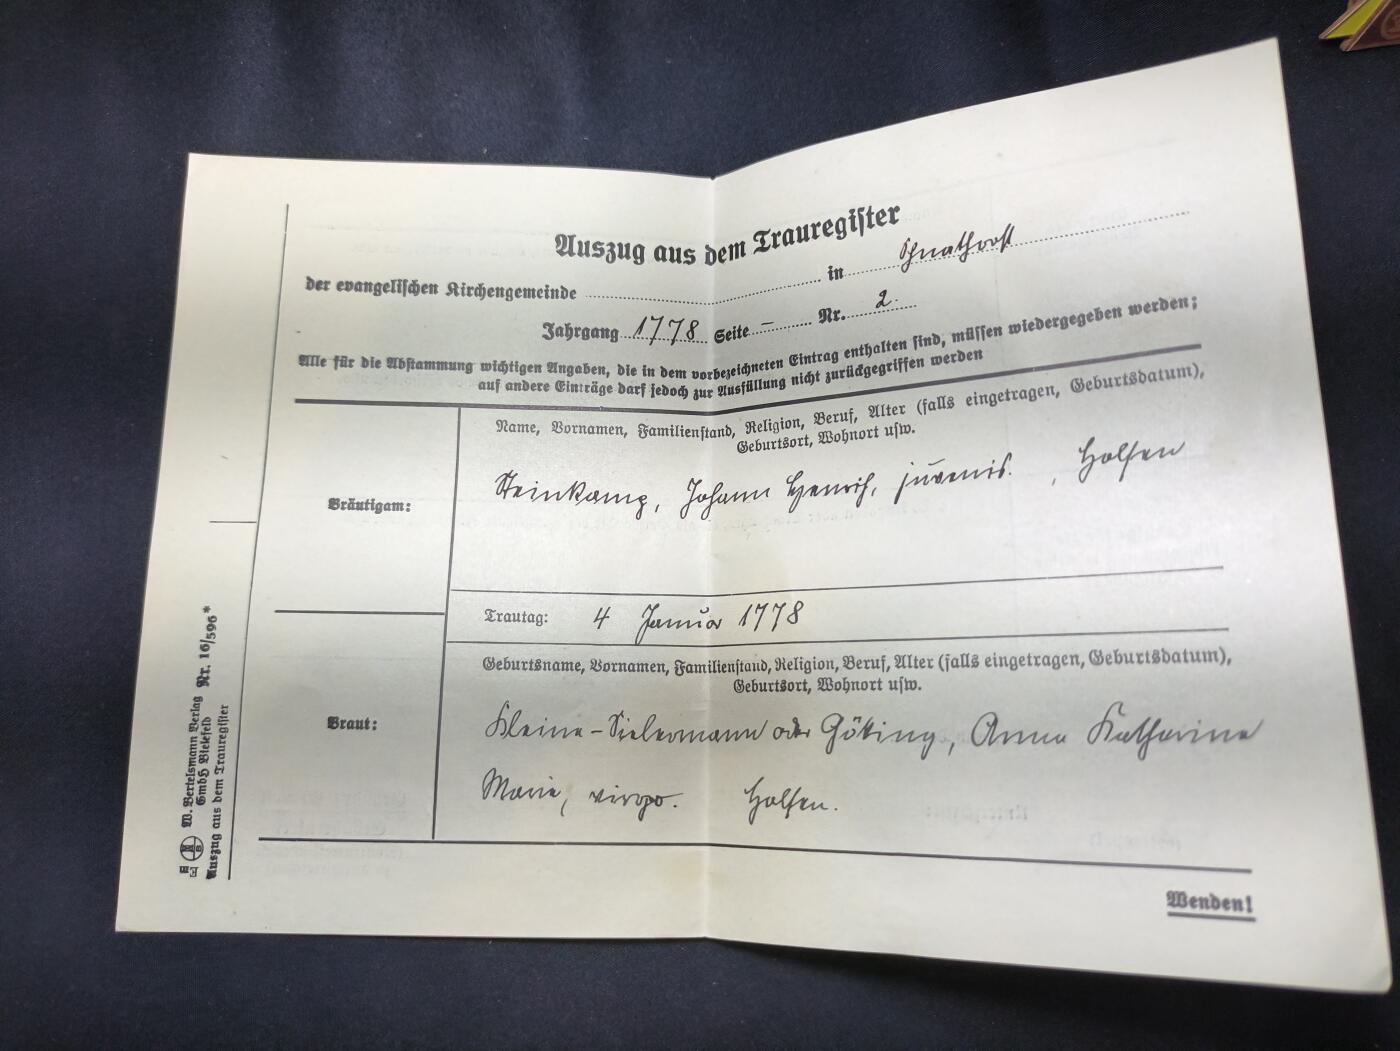 Auszug aus dem Trauregister
der evangelischen Kirchengemeinde in Schnathorst
Jahrgang 1778 Seite – Nr. 2.
Alle für die Abstammung wichtigen Angaben, die in dem vorbezeichneten Eintrag enthalten sind, müssen wiedergegeben werden;
auf andere Einträge darf jedoch zur Ausfüllung nicht zurückgegriffen werden
Name, Vornamen, Familienstand, Religion, Beruf, Alter (falls eingetragen, Geburtsdatum),
Geburtsort, Wohnort usw.
Bräutigam:
Steinkamp, Johann Henrich, juvenis. , Holsen
Trautag: 4 Januar 1778
Geburtsname, Vornamen, Familienstand, Religion, Beruf, Alter (falls eingetragen, Geburtsdatum),
Geburtsort, Wohnort usw.
Braut:
Kleine-Sielermann oder Göking, Anna Katharine
Marie, virgo. Holsen.
Wenden!
W. Bertelsmann Verlag
GmbH Bielefeld
Nr. 16/596*
Auszug aus dem Trauregister